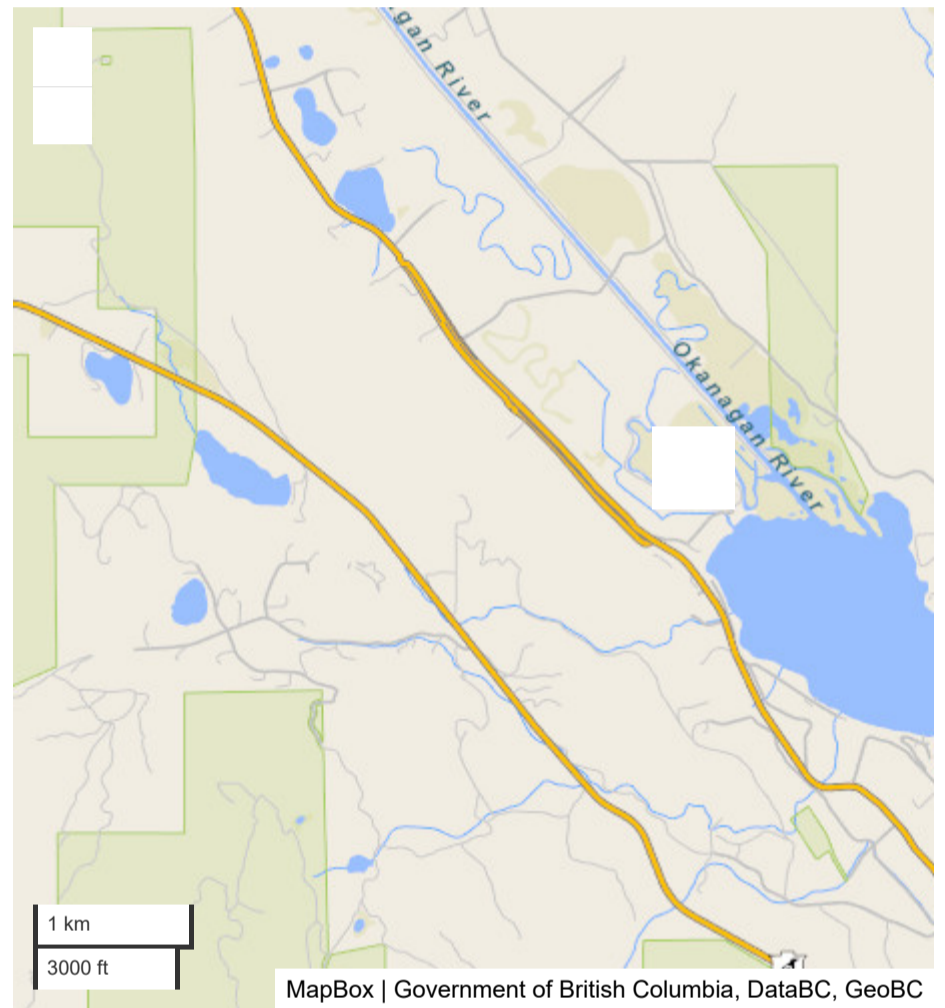 gan River
Okanagan River
1 km
3000 ft
MapBox | Government of British Columbia, DataBC, GeoBC